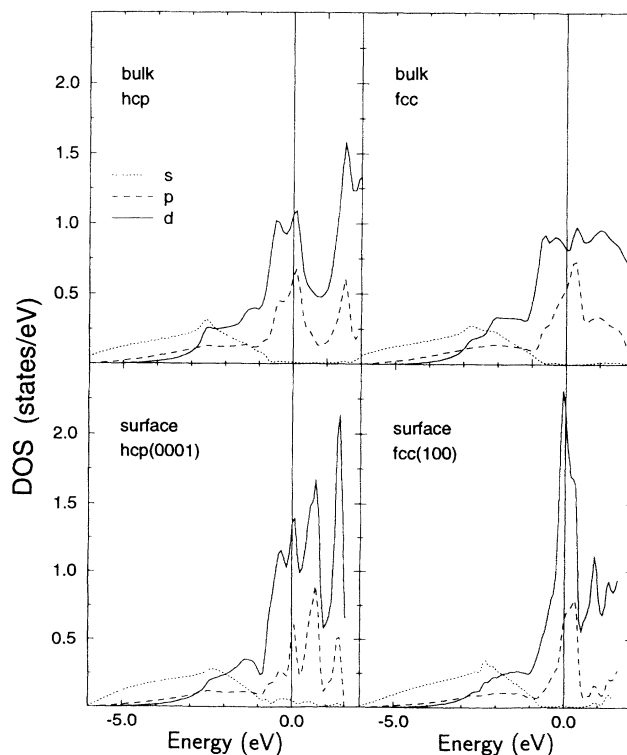 2.0
bulk
hcp
bulk
fcc
1.5
s
p
d
1.0
0.5
DOS (states/eV)
2.0
surface
hcp(0001)
surface
fcc(100)
1.5
1.0
0.5
-5.0
0.0
-5.0
0.0
Energy (eV)
Energy (eV)